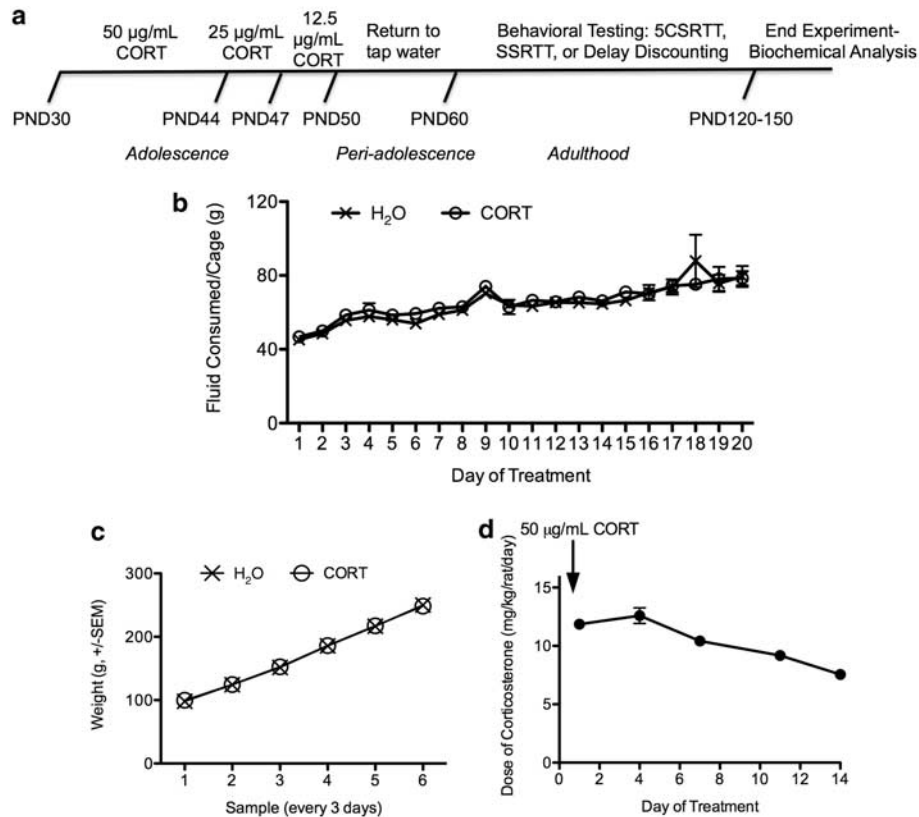 a
50 µg/mL CORT
25 µg/mL CORT
12.5 µg/mL CORT
Return to tap water
Behavioral Testing: 5CSRTT, SSRTT, or Delay Discounting
End Experiment- Biochemical Analysis
PND30
PND44
PND47
PND50
PND60
PND120-150
Adolescence
Peri-adolescence
Adulthood
b
H₂O
CORT
Fluid Consumed/Cage (g)
120
80
40
0
1 2 3 4 5 6 7 8 9 10 11 12 13 14 15 16 17 18 19 20
Day of Treatment
c
H₂O
CORT
Weight (g, +/-SEM)
300
200
100
0
1 2 3 4 5 6
Sample (every 3 days)
d
50 µg/mL CORT
Dose of Corticosterone (mg/kg/rat/day)
15
10
5
0
0 2 4 6 8 10 12 14
Day of Treatment